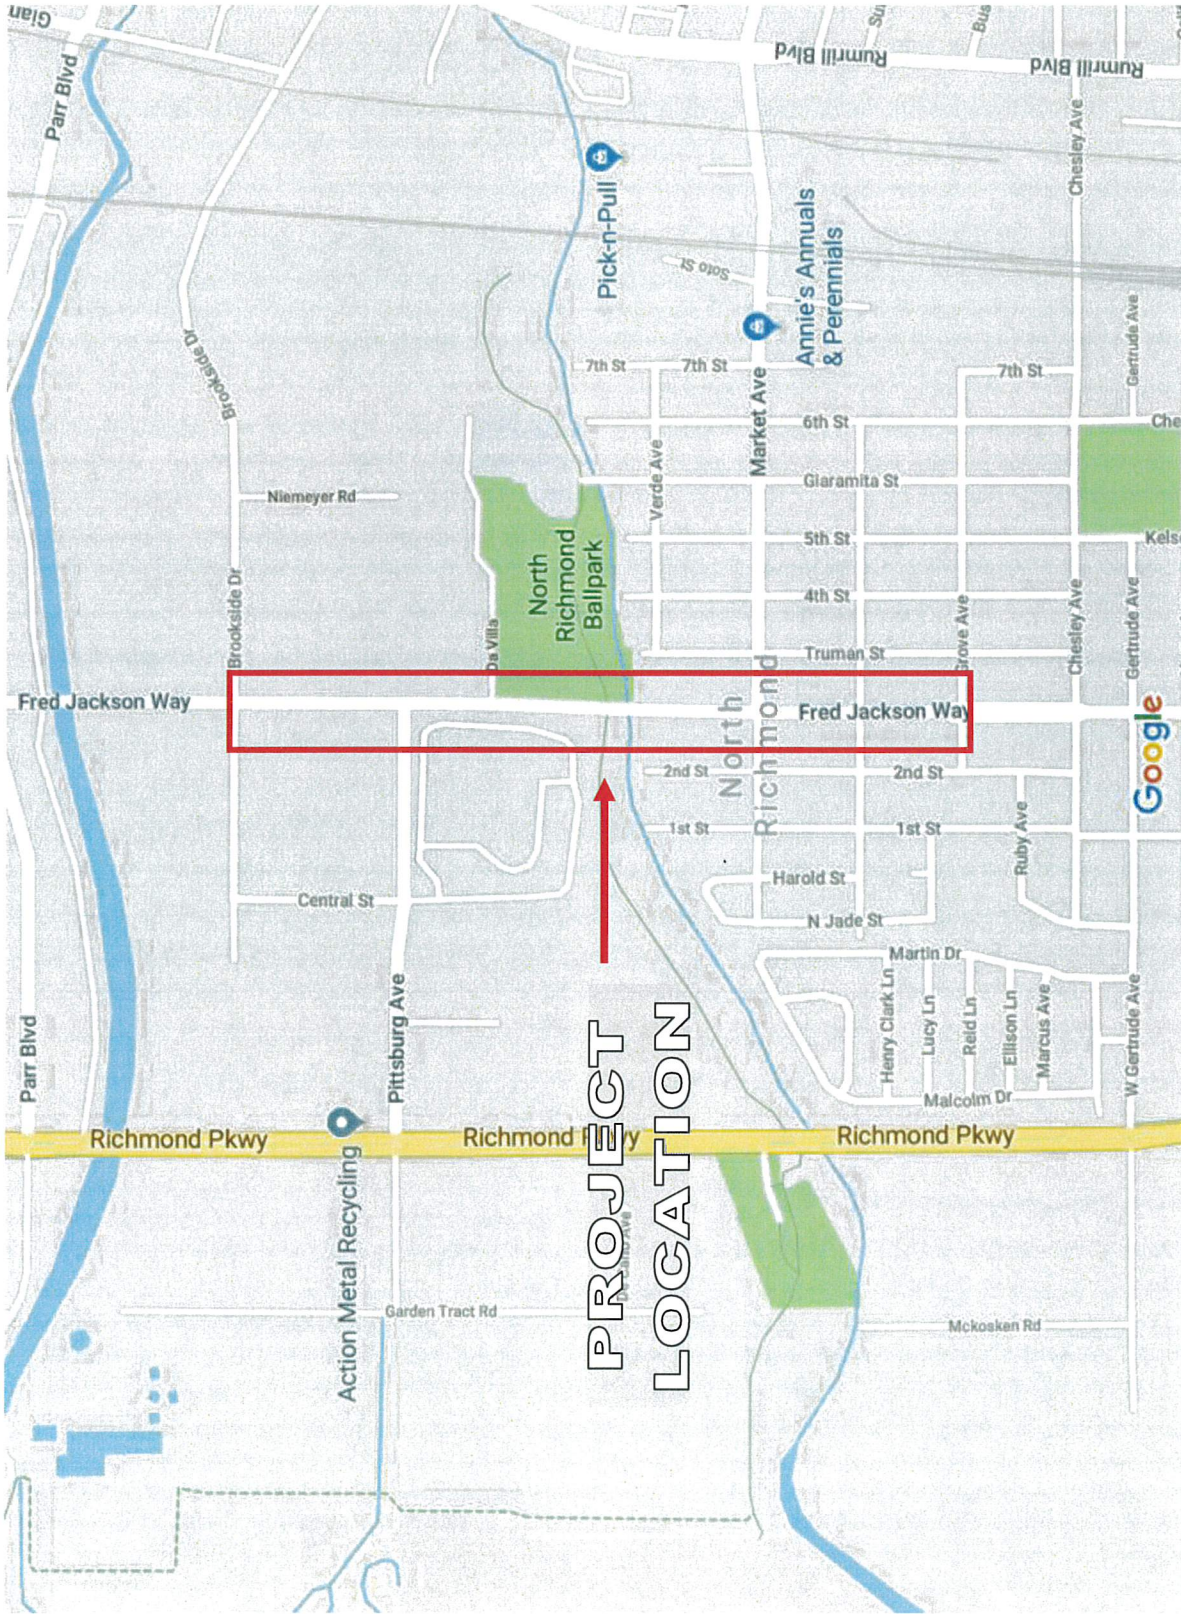 Gian
Parr Blvd
Rumrill Blvd
Rumrill Blvd
Chesley Ave
Pick-n-Pull
Soto St
Annie's Annuals
& Perennials
Brookside Dr
7th St
7th St
7th St
Gertrude Ave
Market Ave
6th St
Che
Verde Ave
Giaramita St
Niemeyer Rd
North
Richmond
Ballpark
5th St
Kels
4th St
Brookside Dr
Da Villa
Truman St
Grove Ave
Chesley Ave
Gertrude Ave
Fred Jackson Way
Fred Jackson Way
North
Richmond
Google
2nd St
2nd St
1st St
1st St
Ruby Ave
Harold St
Central St
N Jade St
Martin Dr
Henry Clark Ln
Lucy Ln
Reid Ln
Ellison Ln
Marcus Ave
W Gertrude Ave
Malcolm Dr
Parr Blvd
Pittsburg Ave
PROJECT
LOCATION
Richmond Pkwy
Richmond Pkwy
Richmond Pkwy
Action Metal Recycling
Garden Tract Rd
Mckosken Rd